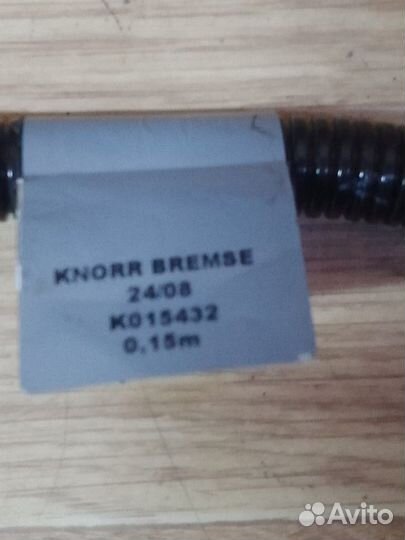 KNORR BREMSE
24/08
K015432
0,15m
Avito